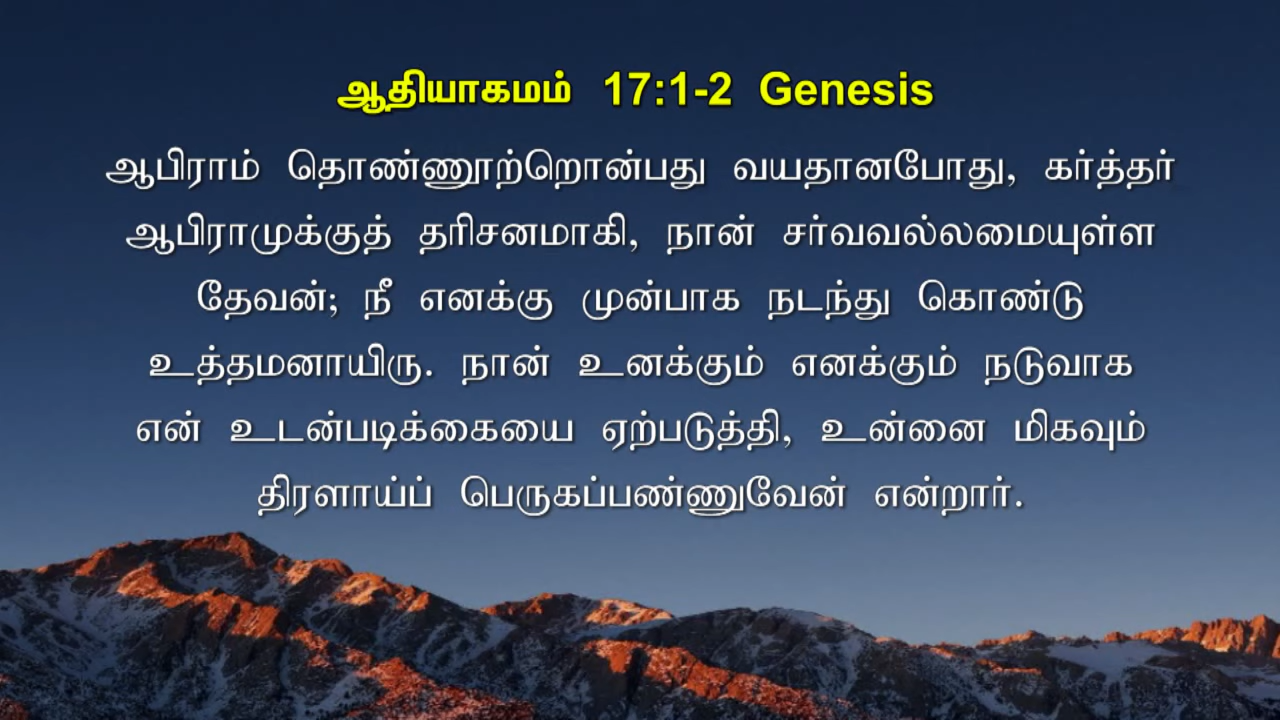 ஆதியாகமம் 17:1-2 Genesis
ஆபிராம் தொண்ணூற்றொன்பது வயதானபோது, கர்த்தர்
ஆபிராமுக்குத் தரிசனமாகி, நான் சர்வவல்லமையுள்ள
தேவன்; நீ எனக்கு முன்பாக நடந்து கொண்டு
உத்தமனாயிரு. நான் உனக்கும் எனக்கும் நடுவாக
என் உடன்படிக்கையை ஏற்படுத்தி, உன்னை மிகவும்
திரளாய்ப் பெருகப்பண்ணுவேன் என்றார்.